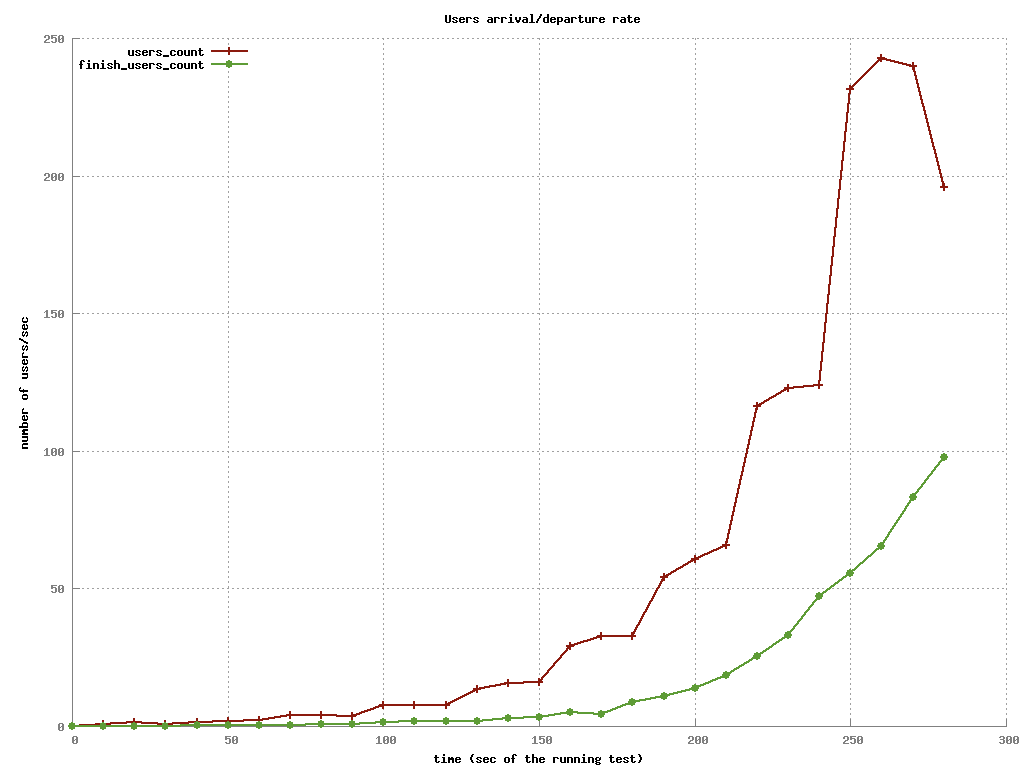 Users arrival/departure rate
250
users_count
finish_users_count
200
150
number of users/sec
100
50
0
0 50 100 150 200 250 300
time (sec of the running test)